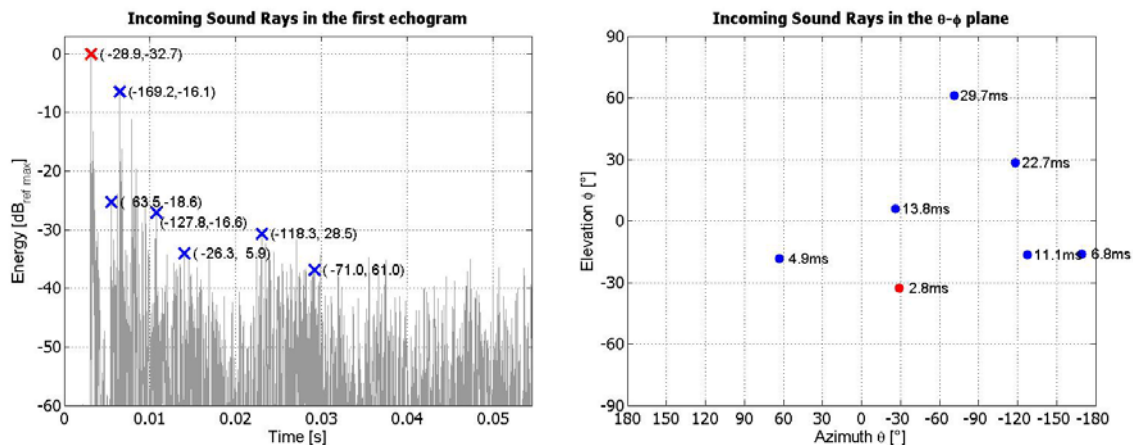 Incoming Sound Rays in the first echogram
0
-10
-20
-30
-40
-50
-60
Energy [dB_ref max]
( -28.9,-32.7)
(-169.2,-16.1)
( 63.5,-18.6)
(-127.8,-16.6)
(-118.3, 28.5)
( -26.3, 5.9)
( -71.0, 61.0)
0
0.01
0.02
0.03
0.04
0.05
Time [s]
Incoming Sound Rays in the θ-ϕ plane
90
60
30
0
-30
-60
-90
Elevation ϕ [°]
29.7ms
22.7ms
13.8ms
4.9ms
11.1ms
6.8ms
2.8ms
180 150 120 90 60 30 0 -30 -60 -90 -120 -150 -180
Azimuth θ [°]